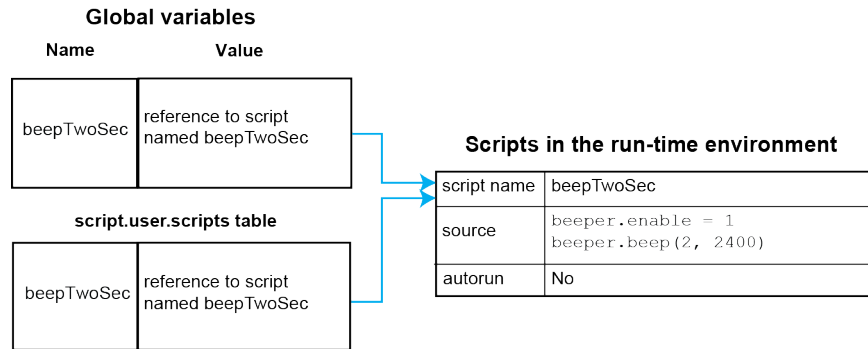 Global variables
Name Value
beepTwoSec
reference to script
named beepTwoSec
script.user.scripts table
beepTwoSec
reference to script
named beepTwoSec
Scripts in the run-time environment
script name beepTwoSec
source
beeper.enable = 1
beeper.beep(2, 2400)
autorun No